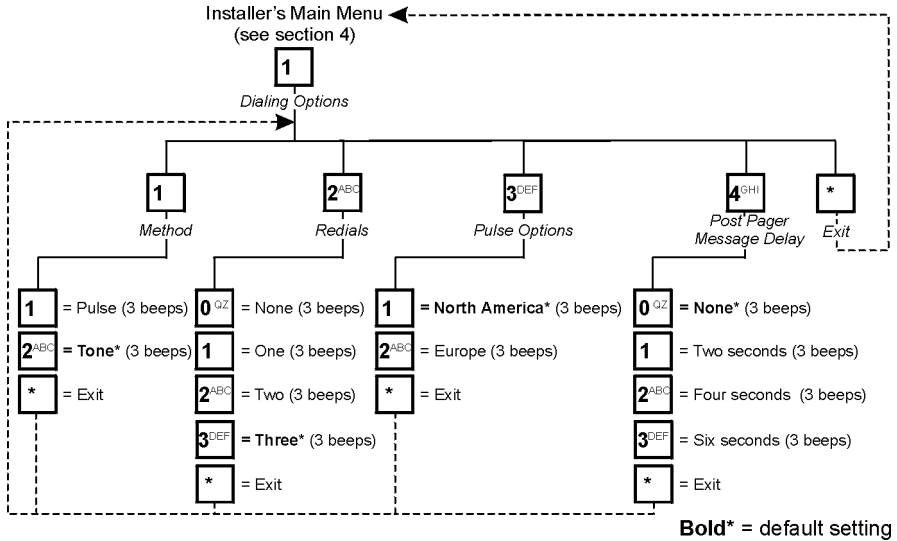 Installer's Main Menu
(see section 4)
1
Dialing Options
1
Method
2ABC
Redials
3DEF
Pulse Options
4GHI
Post Pager
Message Delay
*
Exit
1 = Pulse (3 beeps)
2ABC = Tone* (3 beeps)
* = Exit
0QZ = None (3 beeps)
1 = One (3 beeps)
2ABC = Two (3 beeps)
3DEF = Three* (3 beeps)
* = Exit
1 = North America* (3 beeps)
2ABC = Europe (3 beeps)
* = Exit
0QZ = None* (3 beeps)
1 = Two seconds (3 beeps)
2ABC = Four seconds (3 beeps)
3DEF = Six seconds (3 beeps)
* = Exit
Bold* = default setting